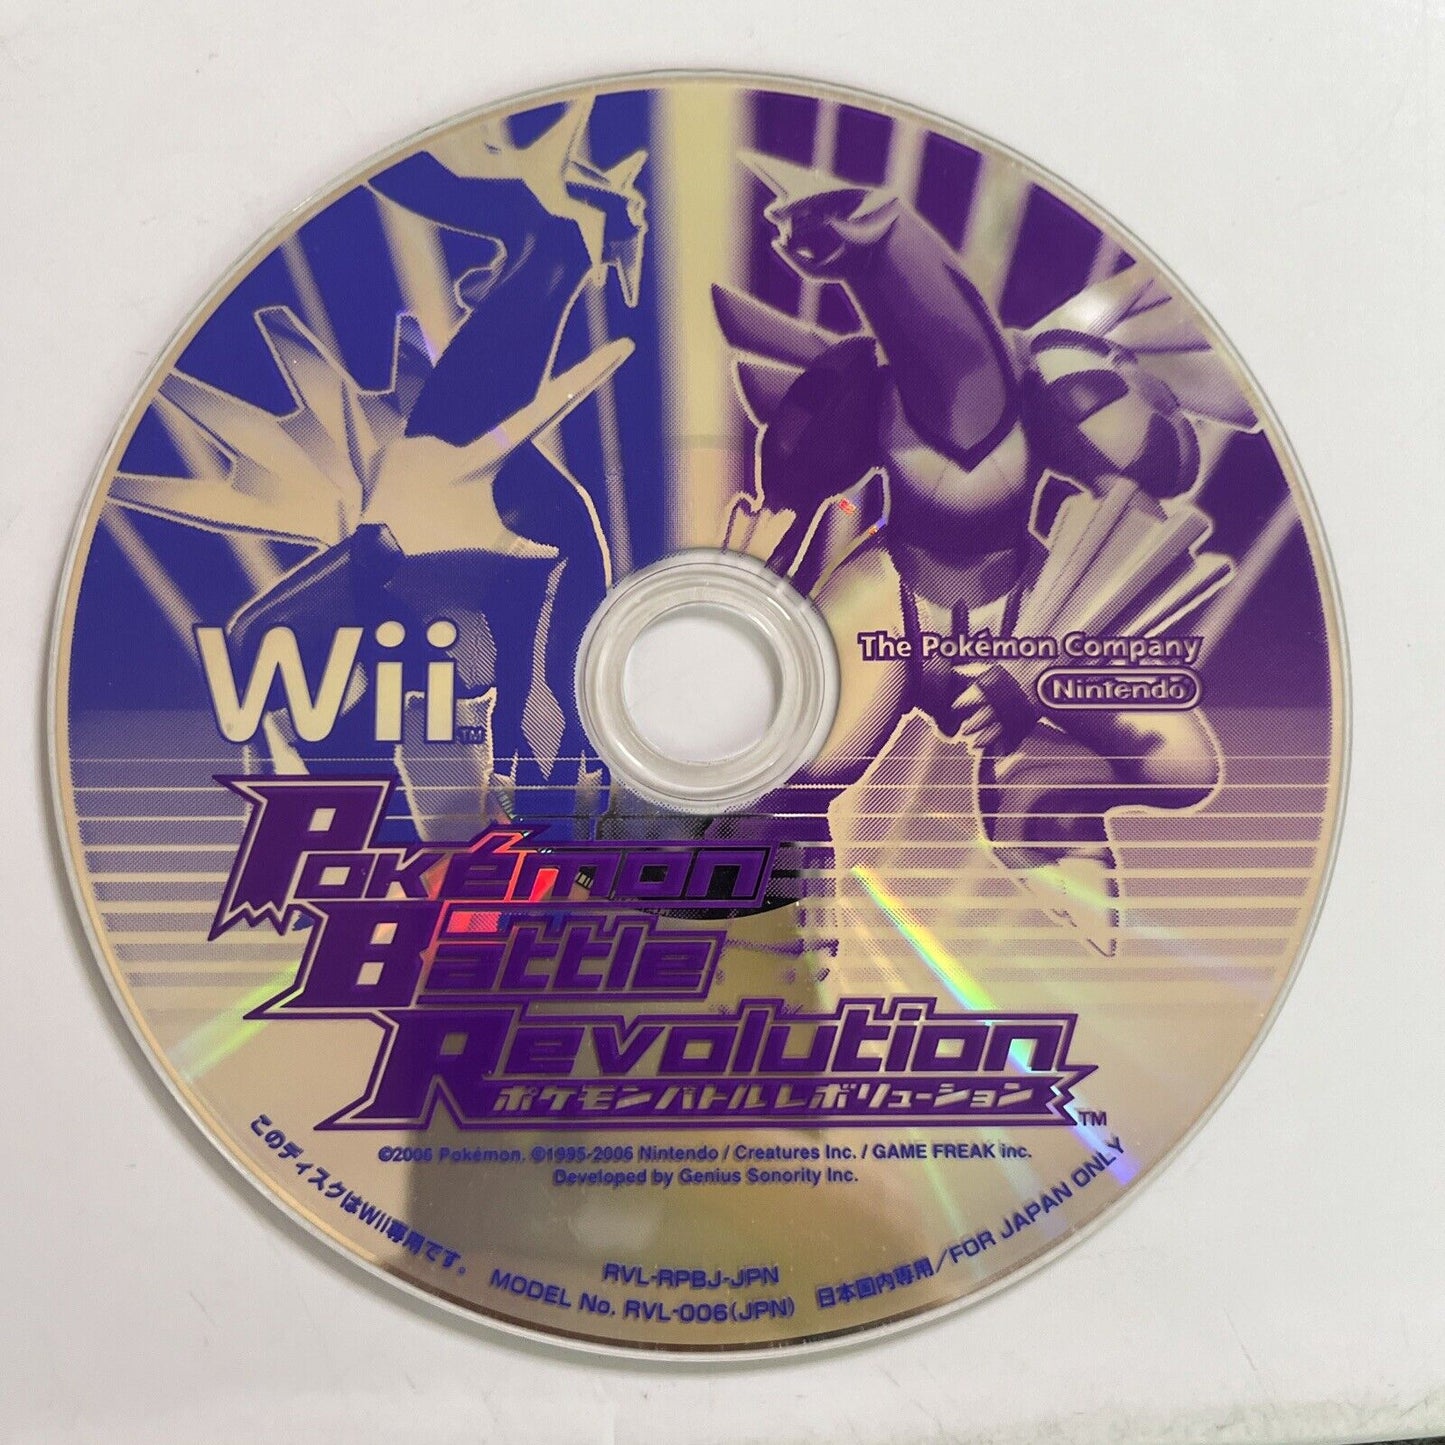 Wii™
The Pokémon Company
Nintendo
Pokémon
Battle
Revolution
ポケモンバトルレボリューション™
©2006 Pokémon. ©1995-2006 Nintendo / Creatures Inc. / GAME FREAK inc.
Developed by Genius Sonority Inc.
このディスクはWii専用です。
RVL-RPBJ-JPN
MODEL No. RVL-006(JPN)
日本国内専用/FOR JAPAN ONLY